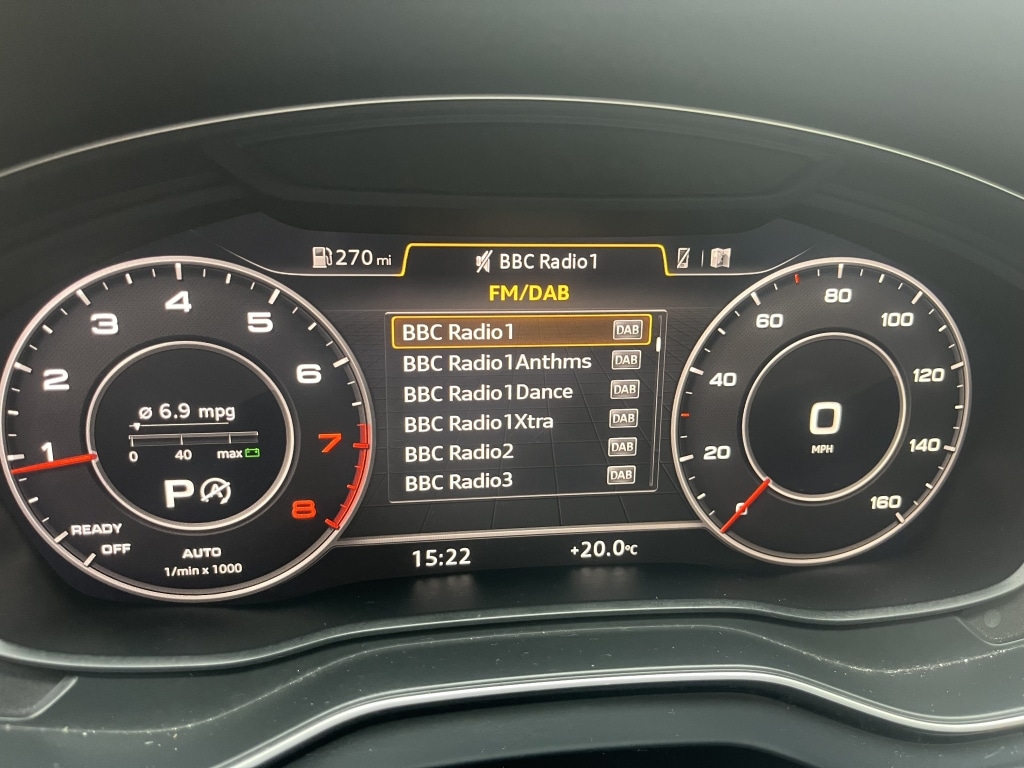 270 mi
BBC Radio1
FM/DAB
BBC Radio1 DAB
BBC Radio1Anthms DAB
BBC Radio1Dance DAB
BBC Radio1Xtra DAB
BBC Radio2 DAB
BBC Radio3 DAB
15:22
+20.0°C
1
2
3
4
5
6
7
8
ø 6.9 mpg
0 40 max
P A
READY
OFF
AUTO
1/min x 1000
0
20
40
60
80
100
120
140
160
0
MPH